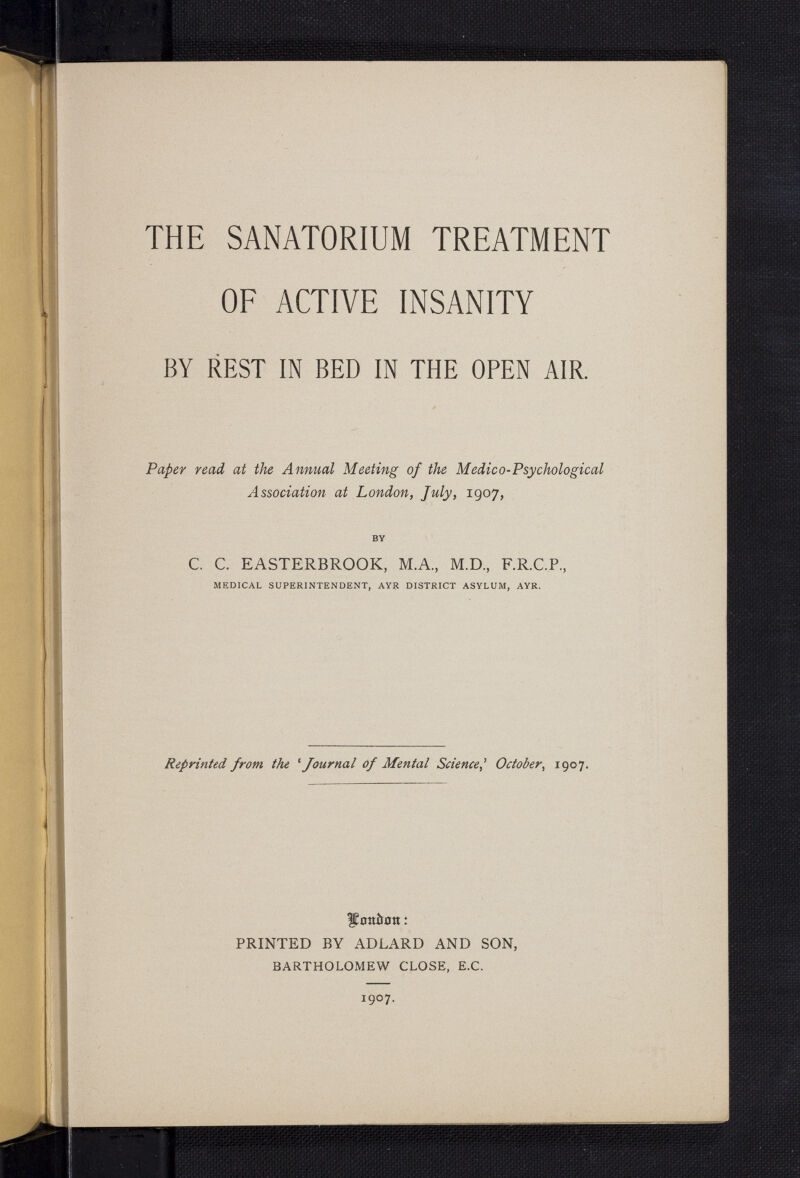 THE SANATORIUM TREATMENT
OF ACTIVE INSANITY
BY REST IN BED IN THE OPEN AIR.
Paper read at the Annual Meeting of the Medico-Psychological
Association at London, July, 1907,
BY
C. C. EASTERBROOK, M.A., M.D., F.R.C.P.,
MEDICAL SUPERINTENDENT, AYR DISTRICT ASYLUM, AYR.
Reprinted from the ‘Journal of Mental Science,’ October, 1907.
London:
PRINTED BY ADLARD AND SON,
BARTHOLOMEW CLOSE, E.C.
1907.